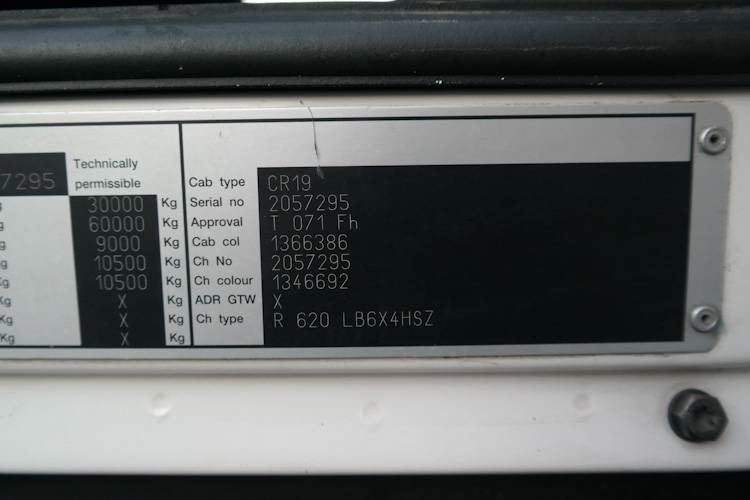 7295
Technically
permissible
30000 Kg
60000 Kg
9000 Kg
10500 Kg
10500 Kg
X Kg
X Kg
X Kg
Cab type CR19
Serial no 2057295
Approval T 071 Fh
Cab col 1366386
Ch No 2057295
Ch colour 1346692
ADR GTW X
Ch type R 620 LB6X4HSZ